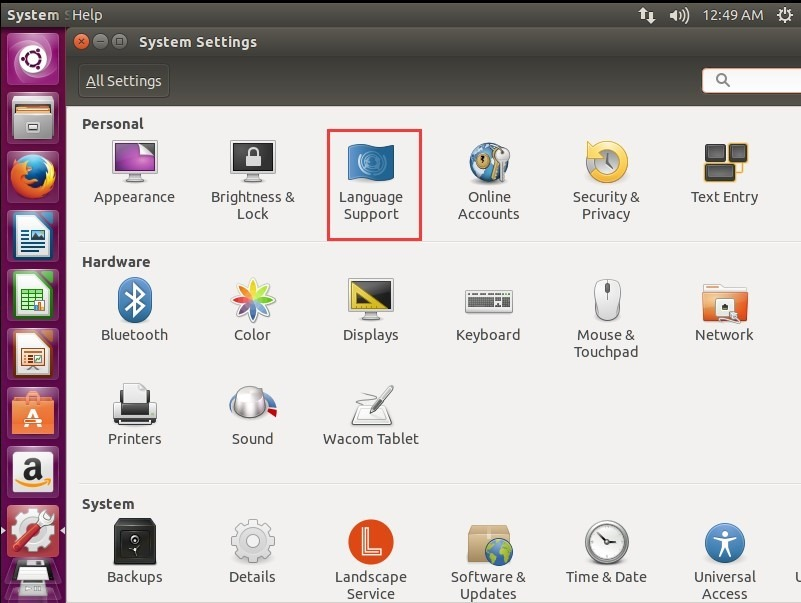 System Help
12:49 AM
System Settings
All Settings
Personal
Appearance
Brightness &
Lock
Language
Support
Online
Accounts
Security &
Privacy
Text Entry
Hardware
Bluetooth
Color
Displays
Keyboard
Mouse &
Touchpad
Network
Printers
Sound
Wacom Tablet
System
Backups
Details
Landscape
Service
Software &
Updates
Time & Date
Universal
Access